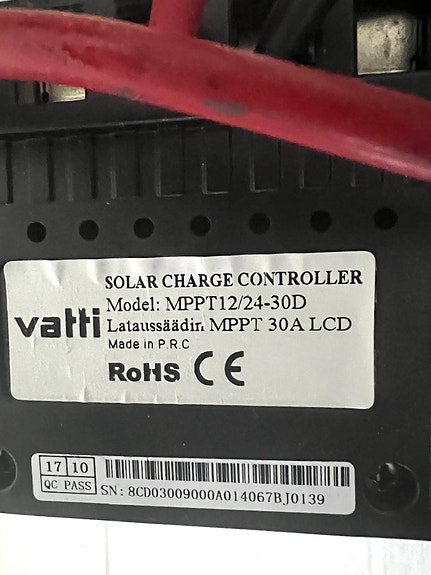 SOLAR CHARGE CONTROLLER
Model: MPPT12/24-30D
vatti
Lataussäädin MPPT 30A LCD
Made in P.R.C
RoHS CE
17 10
QC PASS
SN: 8CD03009000A014067BJ0139